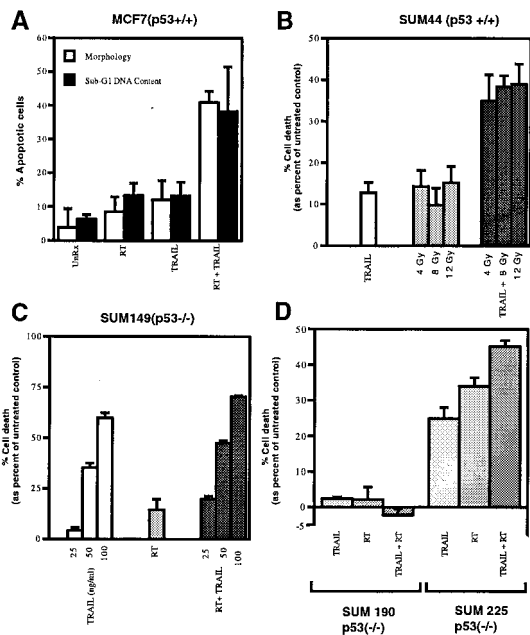 A
MCF7(p53+/+)
% Apoptotic cells
60
50
40
30
20
10
0
Morphology
Sub-G1 DNA Content
UnRx
RT
TRAIL
RT + TRAIL
B
SUM44 (p53 +/+)
% Cell death
(as percent of untreated control)
50
40
30
20
10
0
TRAIL
4 Gy
8 Gy
12 Gy
4 Gy
TRAIL + 8 Gy
12 Gy
C
SUM149(p53-/-)
% Cell death
(as percent of untreated control)
100
75
50
25
0
25
50
100
TRAIL (ng/ml)
RT
25
50
100
RT+ TRAIL
D
% Cell death
(as percent of untreated control)
50
40
30
20
10
0
-5
TRAIL
RT
TRAIL + RT
TRAIL
RT
TRAIL + RT
SUM 190
p53(-/-)
SUM 225
p53(-/-)